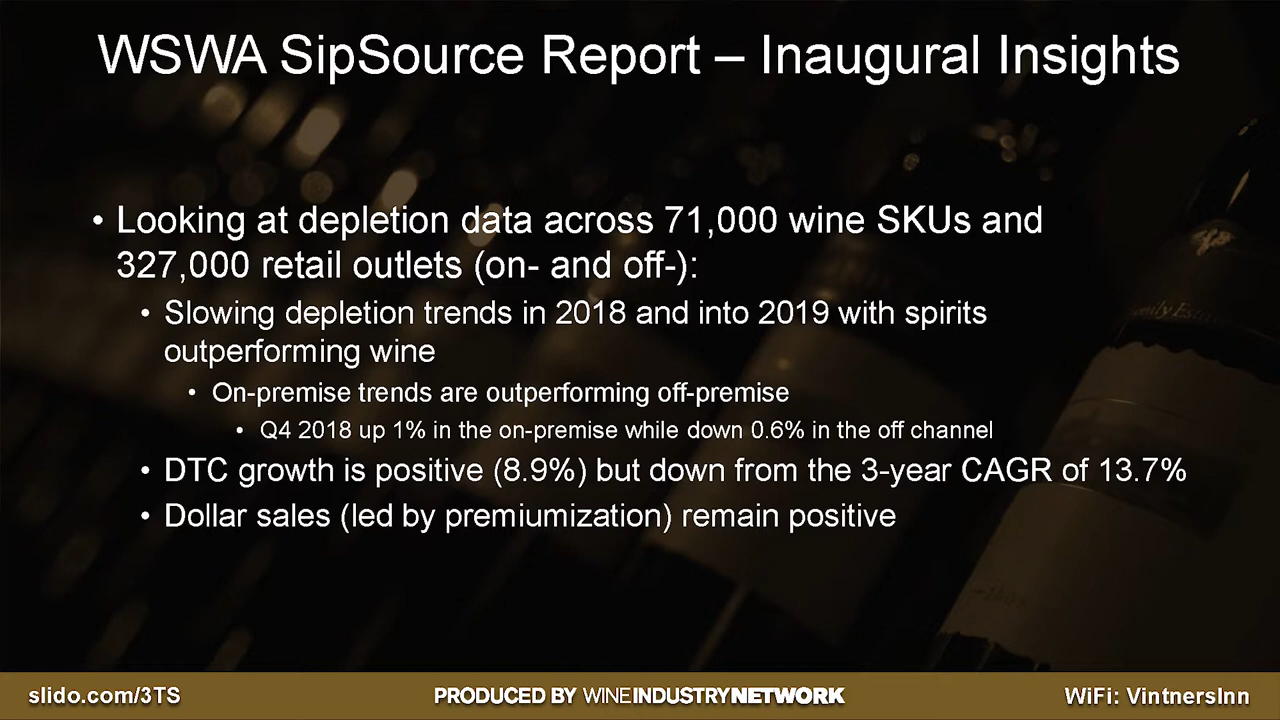 WSWA SipSource Report – Inaugural Insights
• Looking at depletion data across 71,000 wine SKUs and
327,000 retail outlets (on- and off-):
• Slowing depletion trends in 2018 and into 2019 with spirits
outperforming wine
• On-premise trends are outperforming off-premise
• Q4 2018 up 1% in the on-premise while down 0.6% in the off channel
• DTC growth is positive (8.9%) but down from the 3-year CAGR of 13.7%
• Dollar sales (led by premiumization) remain positive
slido.com/3TS
PRODUCED BY WINEINDUSTRYNETWORK
WiFi: VintnersInn